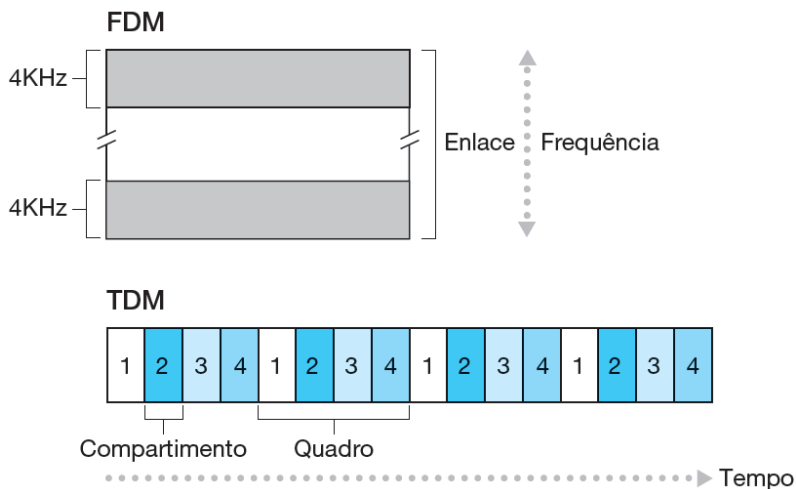 FDM
4KHz
Enlace
Frequência
4KHz
TDM
1 2 3 4 1 2 3 4 1 2 3 4 1 2 3 4
Compartimento
Quadro
Tempo